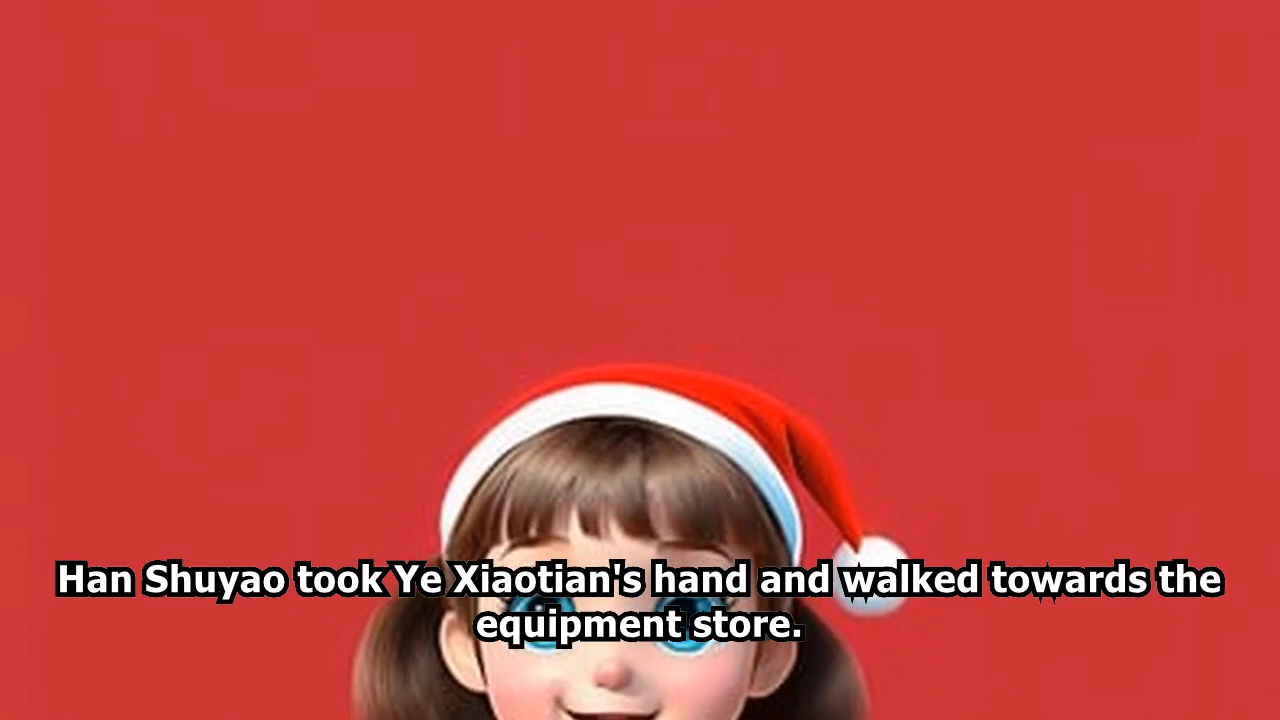 Han Shuyao took Ye Xiaotian's hand and walked towards the
equipment store.